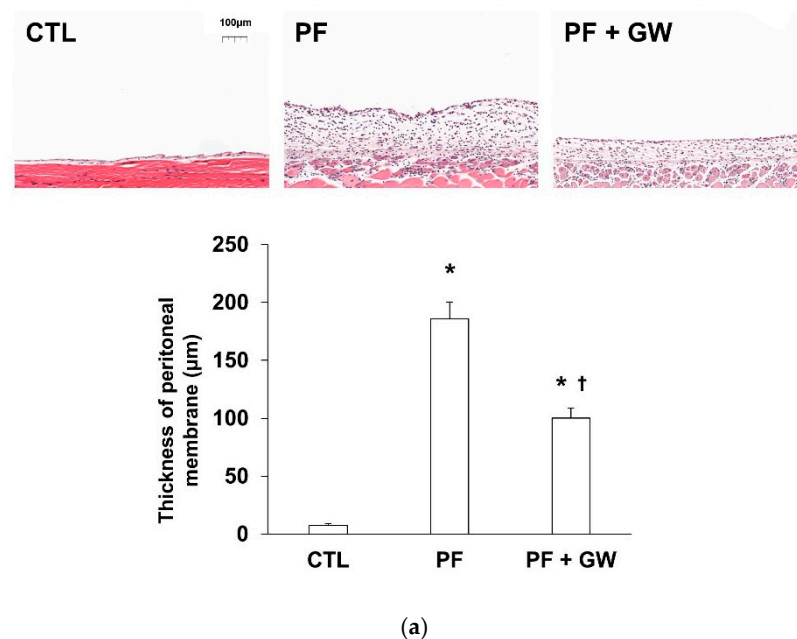 CTL
100µm
PF
PF + GW
250
200
150
100
50
0
Thickness of peritoneal
membrane (µm)
*
* †
CTL
PF
PF + GW
(a)